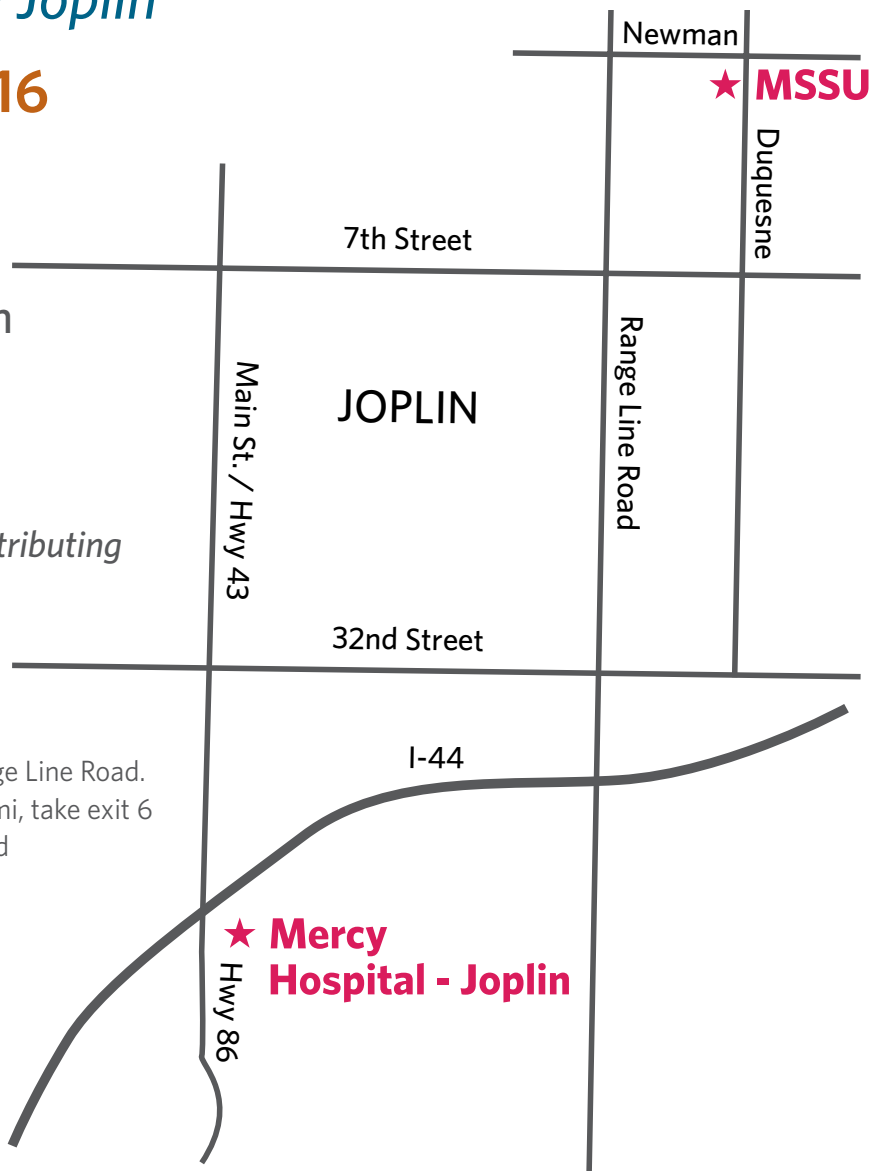 Joplin
16
Newman
MSSU
Duquesne
7th Street
n
Range Line Road
Main St. / Hwy 43
JOPLIN
tributing
32nd Street
I-44
ge Line Road.
mi, take exit 6
d
Mercy
Hospital - Joplin
Hwy 86